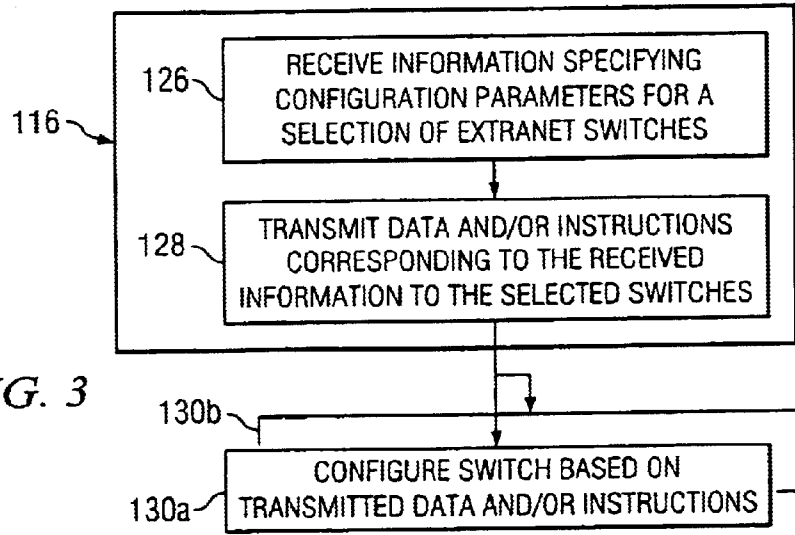 126
RECEIVE INFORMATION SPECIFYING
CONFIGURATION PARAMETERS FOR A
SELECTION OF EXTRANET SWITCHES
116
128
TRANSMIT DATA AND/OR INSTRUCTIONS
CORRESPONDING TO THE RECEIVED
INFORMATION TO THE SELECTED SWITCHES
G. 3
130b
130a
CONFIGURE SWITCH BASED ON
TRANSMITTED DATA AND/OR INSTRUCTIONS